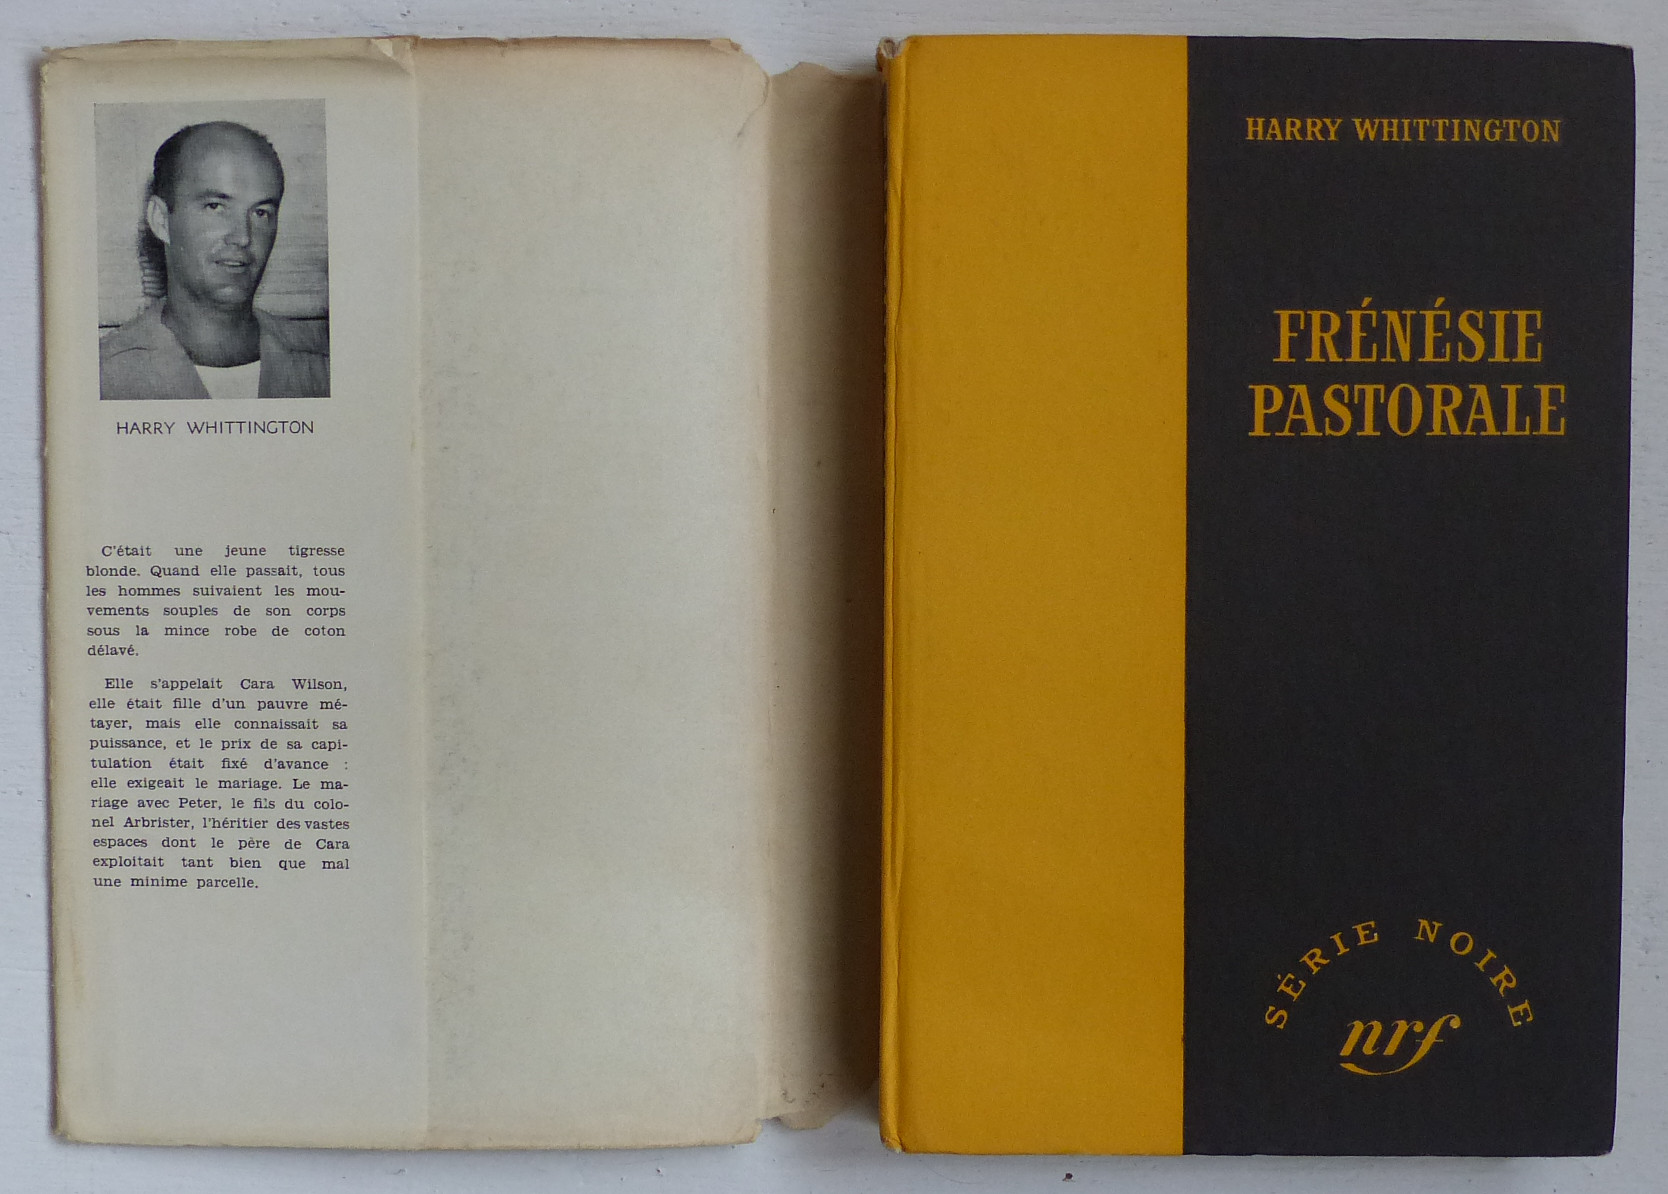 HARRY WHITTINGTON
C'était une jeune tigresse
blonde. Quand elle passait, tous
les hommes suivaient les mou-
vements souples de son corps
sous la mince robe de coton
délavé.
Elle s'appelait Cara Wilson,
elle était fille d'un pauvre mé-
tayer, mais elle connaissait sa
puissance, et le prix de sa capi-
tulation était fixé d'avance :
elle exigeait le mariage. Le ma-
riage avec Peter, le fils du colo-
nel Arbrister, l'héritier des vastes
espaces dont le père de Cara
exploitait tant bien que mal
une minime parcelle.
HARRY WHITTINGTON
FRÉNÉSIE
PASTORALE
SÉRIE NOIRE
nrf